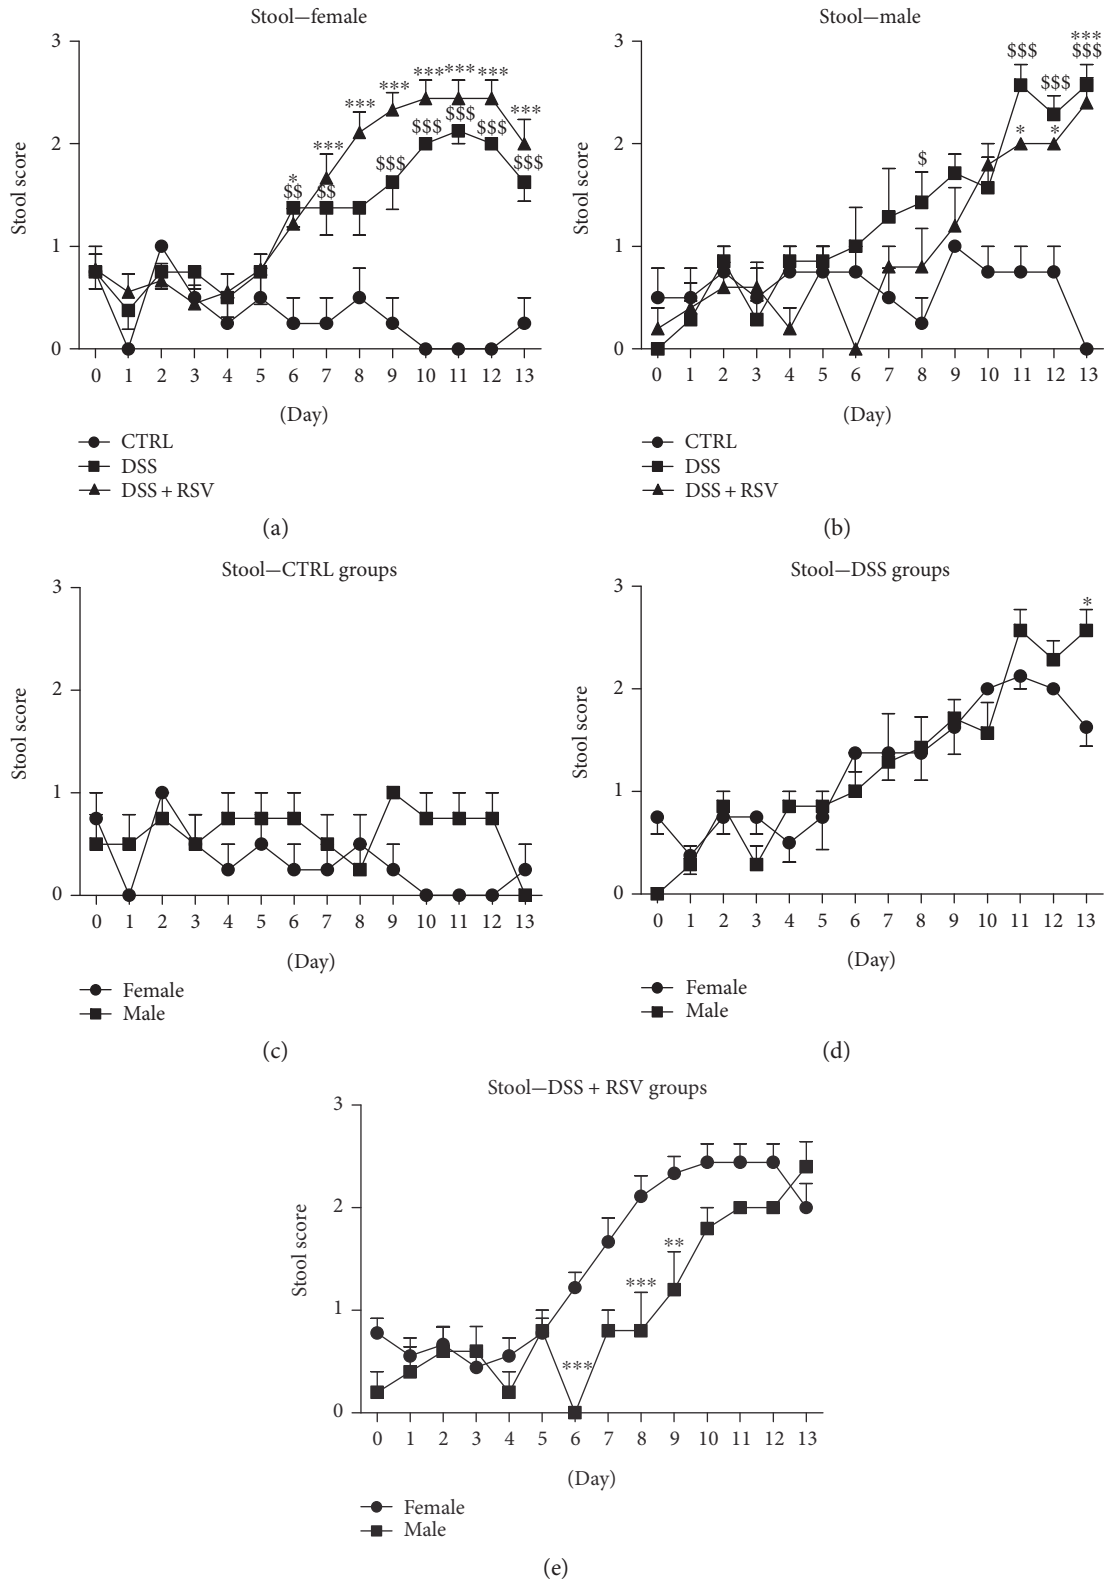 Stool—female
Stool score
3
2
1
0
* $$
*** $$
***
*** $$$
*** $$$
*** $$$
*** $$$
*** $$$
0 1 2 3 4 5 6 7 8 9 10 11 12 13
(Day)
CTRL
DSS
DSS + RSV
(a)
Stool—male
Stool score
3
2
1
0
$
$$$ *
$$$ *
*** $$$
0 1 2 3 4 5 6 7 8 9 10 11 12 13
(Day)
CTRL
DSS
DSS + RSV
(b)
Stool—CTRL groups
Stool score
3
2
1
0
0 1 2 3 4 5 6 7 8 9 10 11 12 13
(Day)
Female
Male
(c)
Stool—DSS groups
Stool score
3
2
1
0
*
0 1 2 3 4 5 6 7 8 9 10 11 12 13
(Day)
Female
Male
(d)
Stool—DSS + RSV groups
Stool score
3
2
1
0
***
***
**
0 1 2 3 4 5 6 7 8 9 10 11 12 13
(Day)
Female
Male
(e)